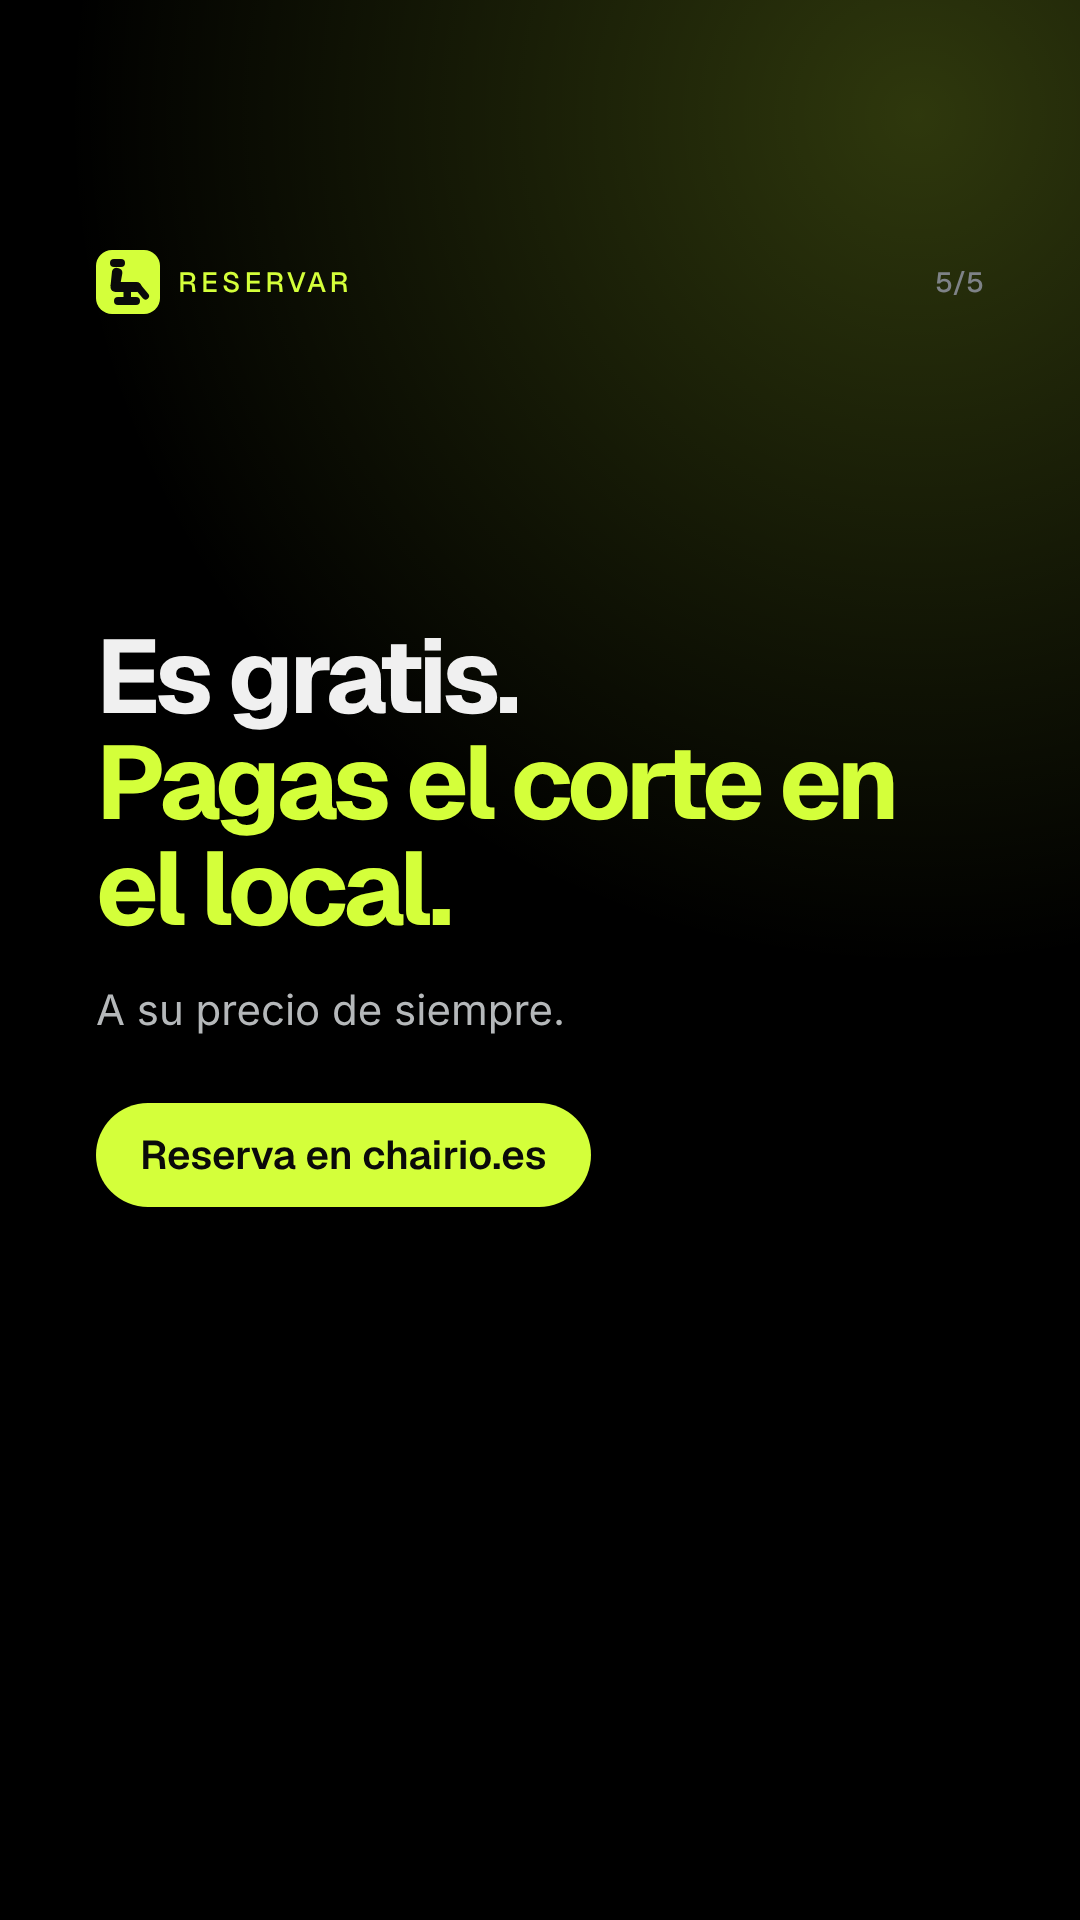 RESERVAR
5/5
Es gratis.
Pagas el corte en
el local.
A su precio de siempre.
Reserva en chairio.es